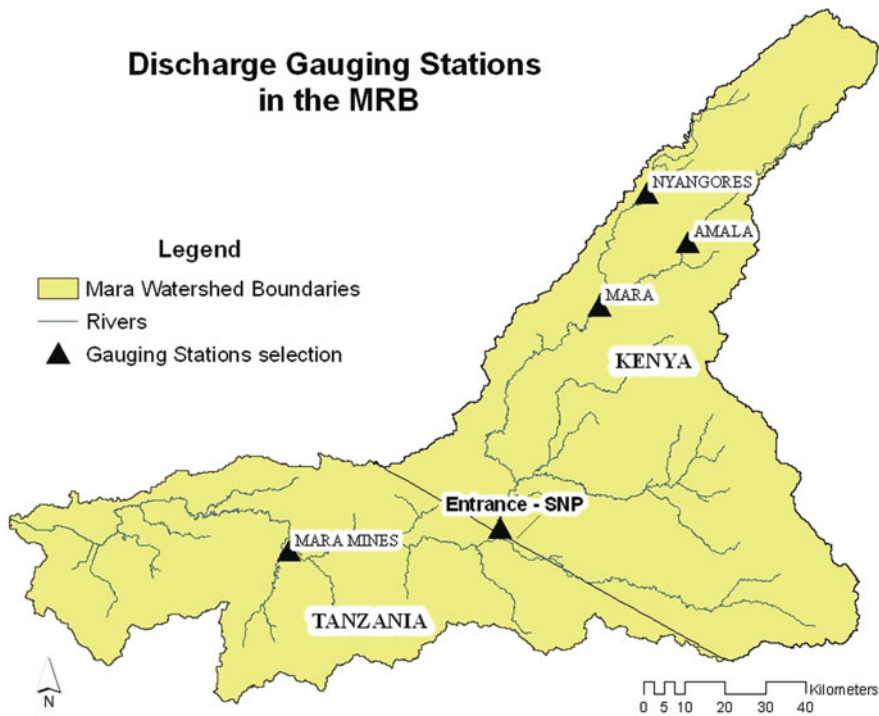 Discharge Gauging Stations
in the MRB
NYANGORES
AMALA
Legend
Mara Watershed Boundaries
MARA
Rivers
Gauging Stations selection
KENYA
Entrance - SNP
MARA MINES
TANZANIA
N
Kilometers
0 5 10 20 30 40